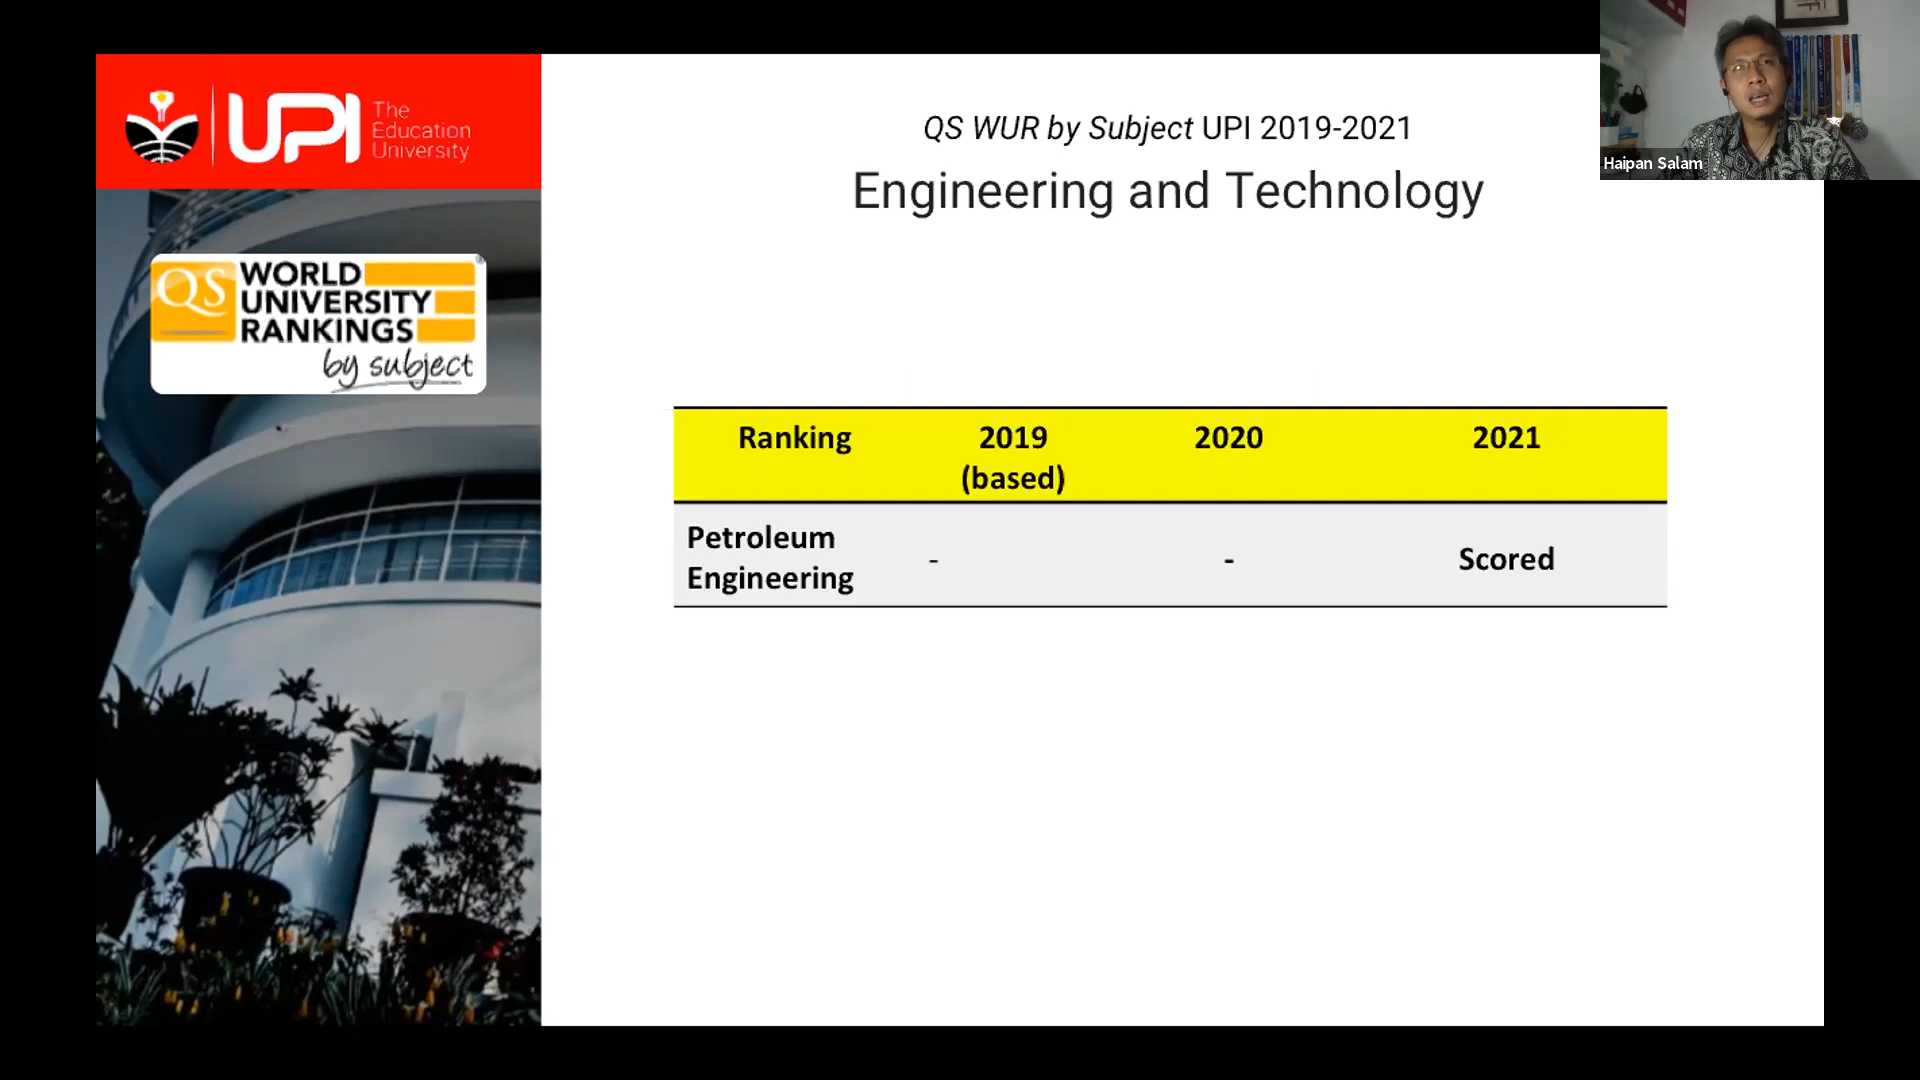 UPI
The
Education
University
QS
WORLD
UNIVERSITY
RANKINGS
by subject
®
QS WUR by Subject UPI 2019-2021
Engineering and Technology
Ranking 2019 2020 2021
(based)
Petroleum
Engineering - - Scored
Haipan Salam